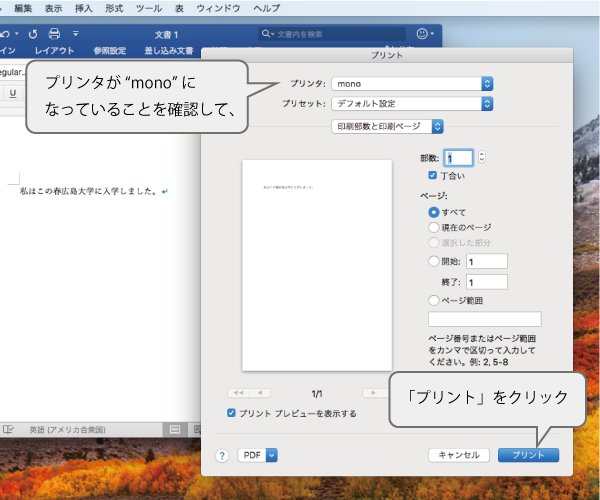 編集 表示 挿入 形式 ツール 表 ウィンドウ ヘルプ
文書1
文書内を検索
レイアウト 参照設定 差し込み文書
プリント
プリンタが “mono” に
なっていることを確認して、
プリンタ: mono
プリセット: デフォルト設定
印刷部数と印刷ページ
部数: 1
丁合い
ページ:
すべて
現在のページ
選択した部分
開始: 1
終了: 1
ページ範囲
ページ番号またはページ範囲
をカンマで区切って入力して
ください。例: 2, 5-8
私はこの春広島大学に入学しました。
私はこの春広島大学に入学しました。
1/1
プリント プレビューを表示する
「プリント」をクリック
英語 (アメリカ合衆国)
? PDF キャンセル プリント